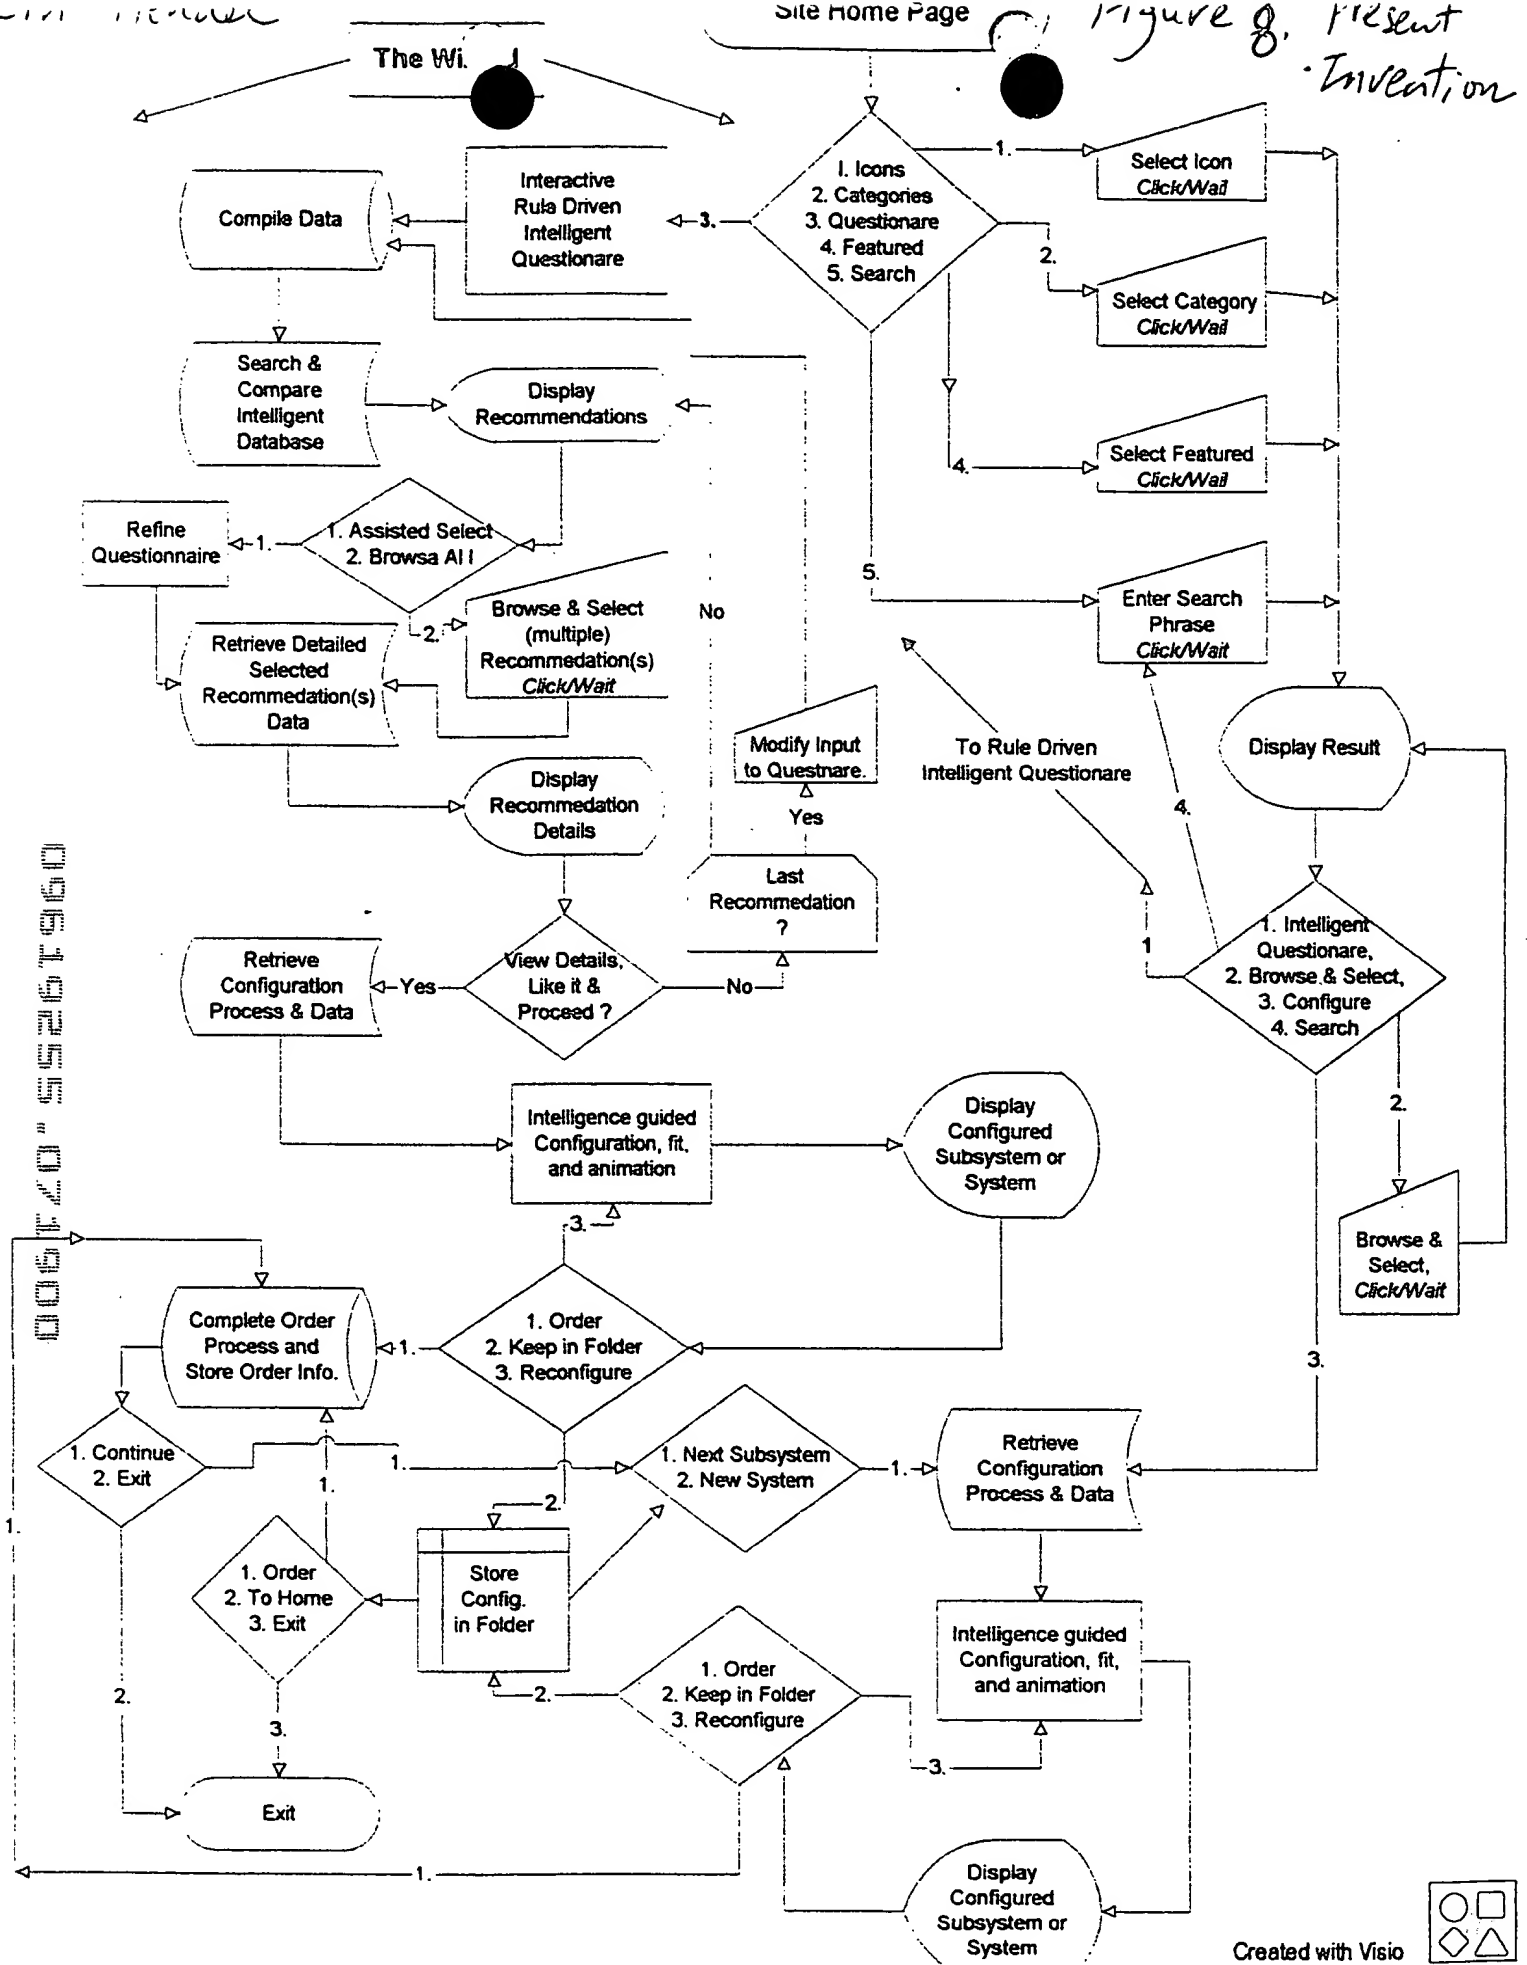 Site Home Page
Figure 8. Present
Invention
The Wi
1. Icons
2. Categories
3. Questionare
4. Featured
5. Search
1.
Select Icon
Click/Wait
2.
Select Category
Click/Wait
3.
4.
Select Featured
Click/Wait
5.
Enter Search
Phrase
Click/Wait
Interactive
Rule Driven
Intelligent
Questionare
Compile Data
Search &
Compare
Intelligent
Database
Display
Recommendations
1. Assisted Select
2. Browsa All
1.
Refine
Questionnaire
2.
Browse & Select
(multiple)
Recommedation(s)
Click/Wait
Retrieve Detailed
Selected
Recommedation(s)
Data
No
Modify Input
to Questnare.
Yes
To Rule Driven
Intelligent Questionare
Display Result
4.
Display
Recommedation
Details
Last
Recommedation
?
View Details,
Like it &
Proceed ?
Yes
No
Retrieve
Configuration
Process & Data
1
1. Intelligent
Questionare,
2. Browse & Select,
3. Configure
4. Search
2.
Browse &
Select,
Click/Wait
3.
Intelligence guided
Configuration, fit,
and animation
Display
Configured
Subsystem or
System
3.
1. Order
2. Keep in Folder
3. Reconfigure
1.
Complete Order
Process and
Store Order Info.
1. Continue
2. Exit
1.
1. Next Subsystem
2. New System
1.
Retrieve
Configuration
Process & Data
1.
2.
1.
1. Order
2. To Home
3. Exit
Store
Config.
in Folder
Intelligence guided
Configuration, fit,
and animation
1. Order
2. Keep in Folder
3. Reconfigure
2.
3.
2.
3.
Exit
1.
Display
Configured
Subsystem or
System
Created with Visio
09619255.071900